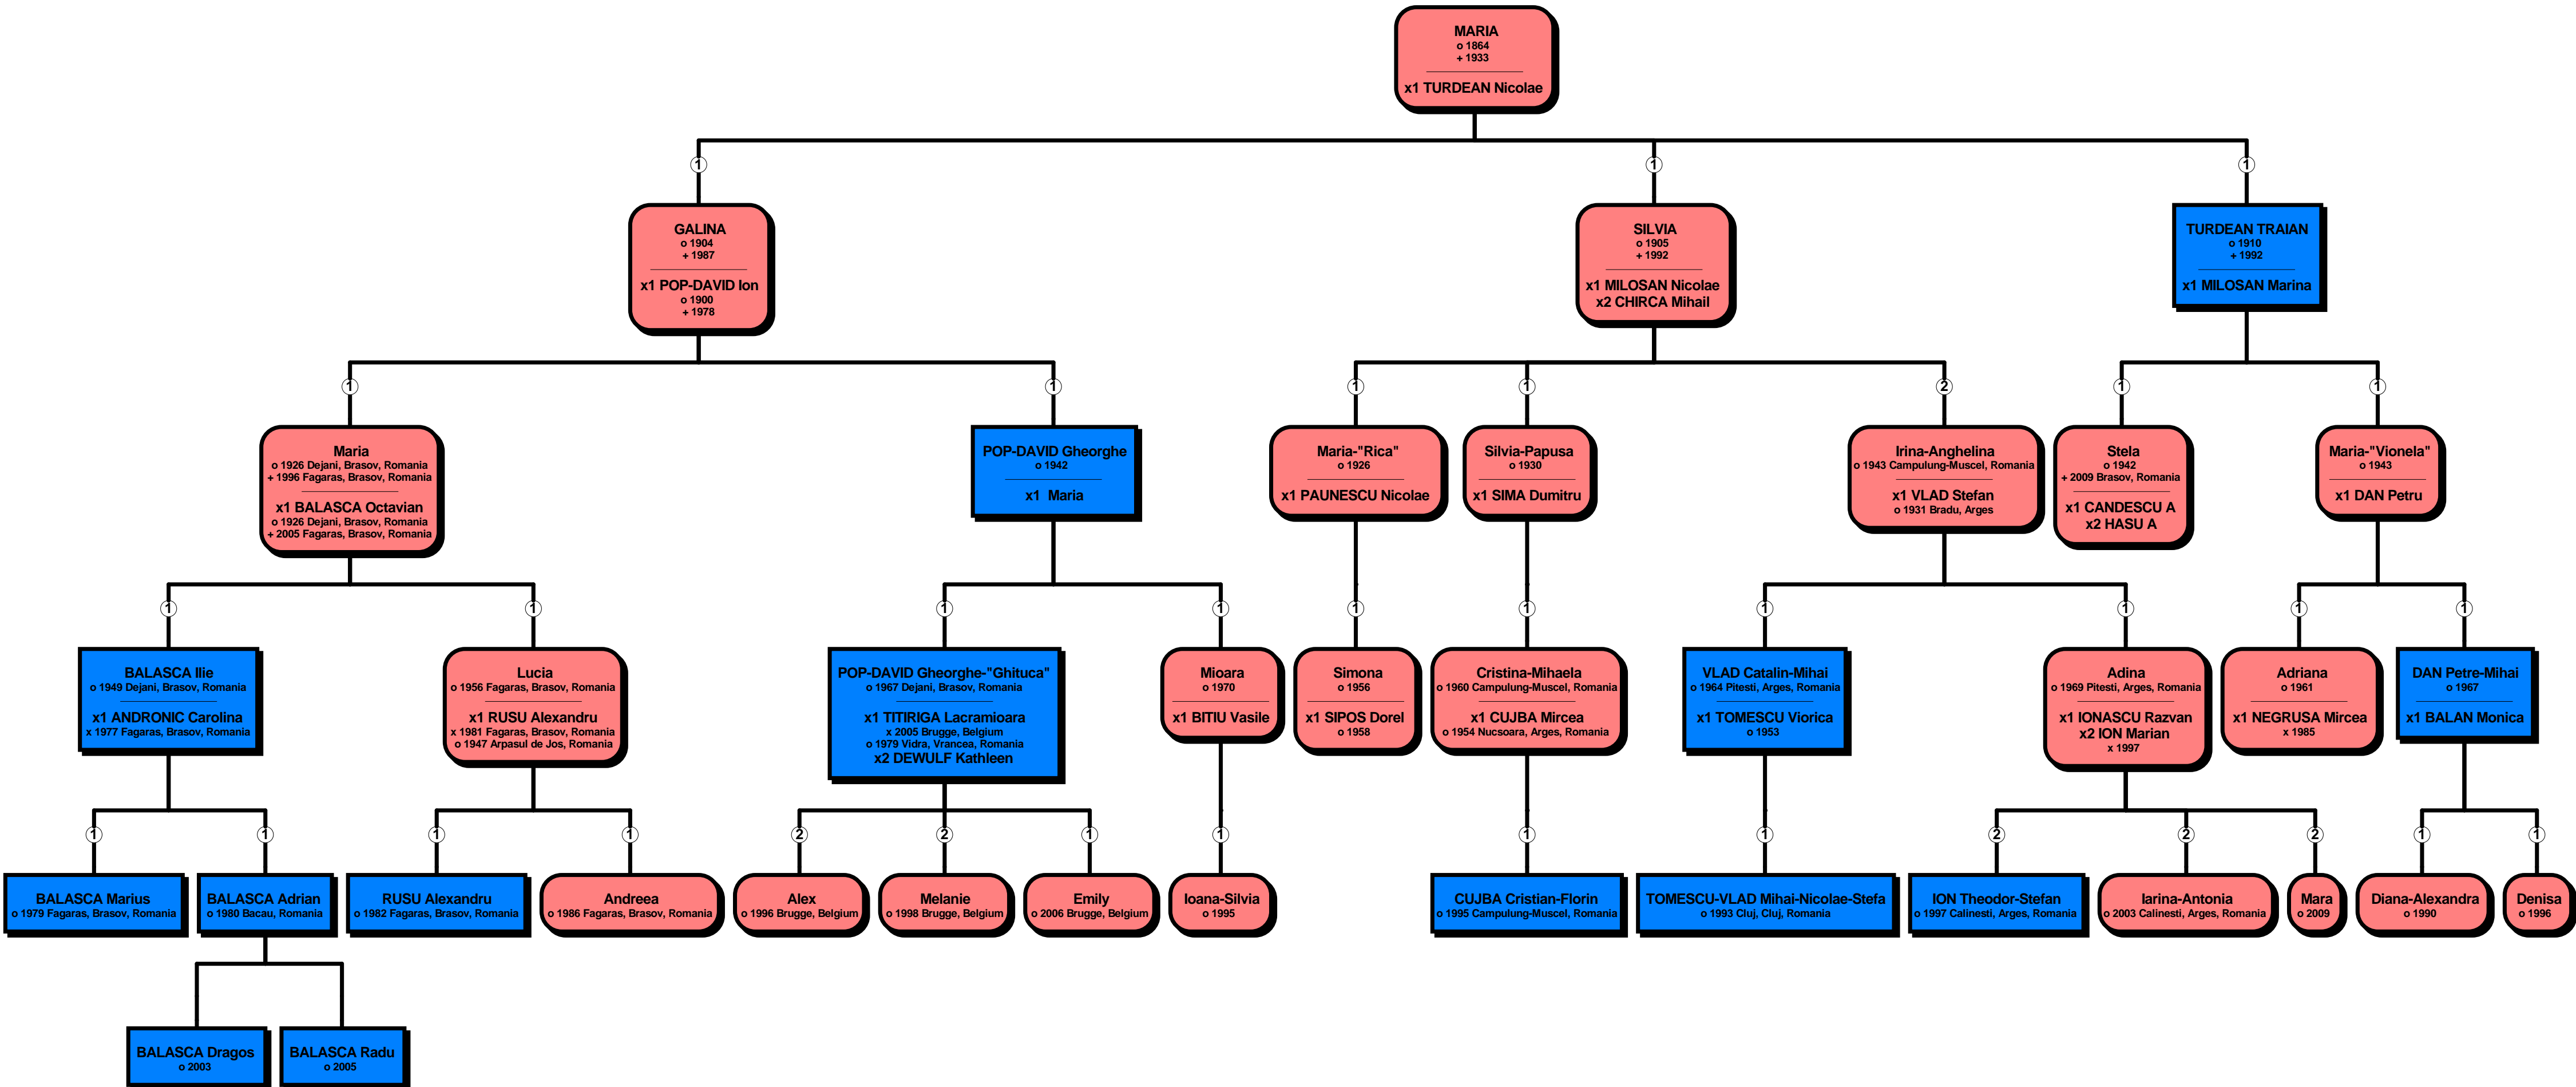 MARIA
o 1864
+ 1933
x1 TURDEAN Nicolae
1
1
1
GALINA
o 1904
+ 1987
x1 POP-DAVID Ion
o 1900
+ 1978
SILVIA
o 1905
+ 1992
x1 MILOSAN Nicolae
x2 CHIRCA Mihail
TURDEAN TRAIAN
o 1910
+ 1992
x1 MILOSAN Marina
1
1
1
1
2
1
1
Maria
o 1926 Dejani, Brasov, Romania
+ 1996 Fagaras, Brasov, Romania
x1 BALASCA Octavian
o 1926 Dejani, Brasov, Romania
+ 2005 Fagaras, Brasov, Romania
POP-DAVID Gheorghe
o 1942
x1 Maria
Maria-"Rica"
o 1926
x1 PAUNESCU Nicolae
Silvia-Papusa
o 1930
x1 SIMA Dumitru
Irina-Anghelina
o 1943 Campulung-Muscel, Romania
x1 VLAD Stefan
o 1931 Bradu, Arges
Stela
o 1942
+ 2009 Brasov, Romania
x1 CANDESCU A
x2 HASU A
Maria-"Vionela"
o 1943
x1 DAN Petru
1
1
1
1
1
1
1
1
1
1
BALASCA Ilie
o 1949 Dejani, Brasov, Romania
x1 ANDRONIC Carolina
x 1977 Fagaras, Brasov, Romania
Lucia
o 1956 Fagaras, Brasov, Romania
x1 RUSU Alexandru
x 1981 Fagaras, Brasov, Romania
o 1947 Arpasul de Jos, Romania
POP-DAVID Gheorghe-"Ghituca"
o 1967 Dejani, Brasov, Romania
x1 TITIRIGA Lacramioara
x 2005 Brugge, Belgium
o 1979 Vidra, Vrancea, Romania
x2 DEWULF Kathleen
Mioara
o 1970
x1 BITIU Vasile
Simona
o 1956
x1 SIPOS Dorel
o 1958
Cristina-Mihaela
o 1960 Campulung-Muscel, Romania
x1 CUJBA Mircea
o 1954 Nucsoara, Arges, Romania
VLAD Catalin-Mihai
o 1964 Pitesti, Arges, Romania
x1 TOMESCU Viorica
o 1953
Adina
o 1969 Pitesti, Arges, Romania
x1 IONASCU Razvan
x2 ION Marian
x 1997
Adriana
o 1961
x1 NEGRUSA Mircea
x 1985
DAN Petre-Mihai
o 1967
x1 BALAN Monica
1
1
1
1
2
2
1
1
1
1
2
2
2
1
1
BALASCA Marius
o 1979 Fagaras, Brasov, Romania
BALASCA Adrian
o 1980 Bacau, Romania
RUSU Alexandru
o 1982 Fagaras, Brasov, Romania
Andreea
o 1986 Fagaras, Brasov, Romania
Alex
o 1996 Brugge, Belgium
Melanie
o 1998 Brugge, Belgium
Emily
o 2006 Brugge, Belgium
Ioana-Silvia
o 1995
CUJBA Cristian-Florin
o 1995 Campulung-Muscel, Romania
TOMESCU-VLAD Mihai-Nicolae-Stefa
o 1993 Cluj, Cluj, Romania
ION Theodor-Stefan
o 1997 Calinesti, Arges, Romania
Iarina-Antonia
o 2003 Calinesti, Arges, Romania
Mara
o 2009
Diana-Alexandra
o 1990
Denisa
o 1996
BALASCA Dragos
o 2003
BALASCA Radu
o 2005